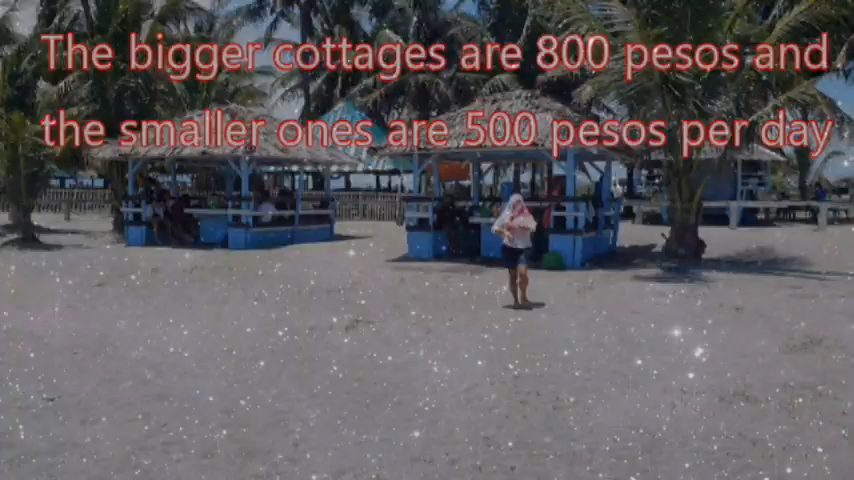 The bigger cottages are 800 pesos and
the smaller ones are 500 pesos per day